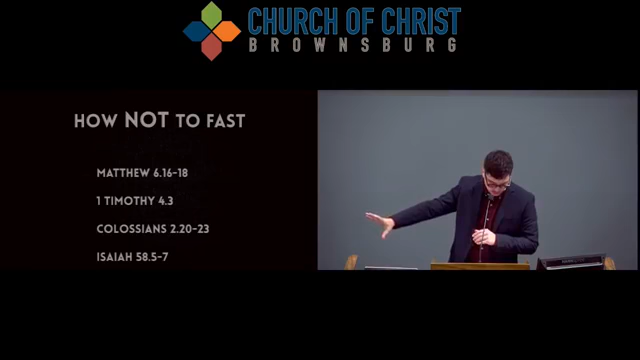 CHURCH OF CHRIST
BROWNSBURG
HOW NOT TO FAST
MATTHEW 6.16-18
1 TIMOTHY 4.3
COLOSSIANS 2.20-23
ISAIAH 58.5-7